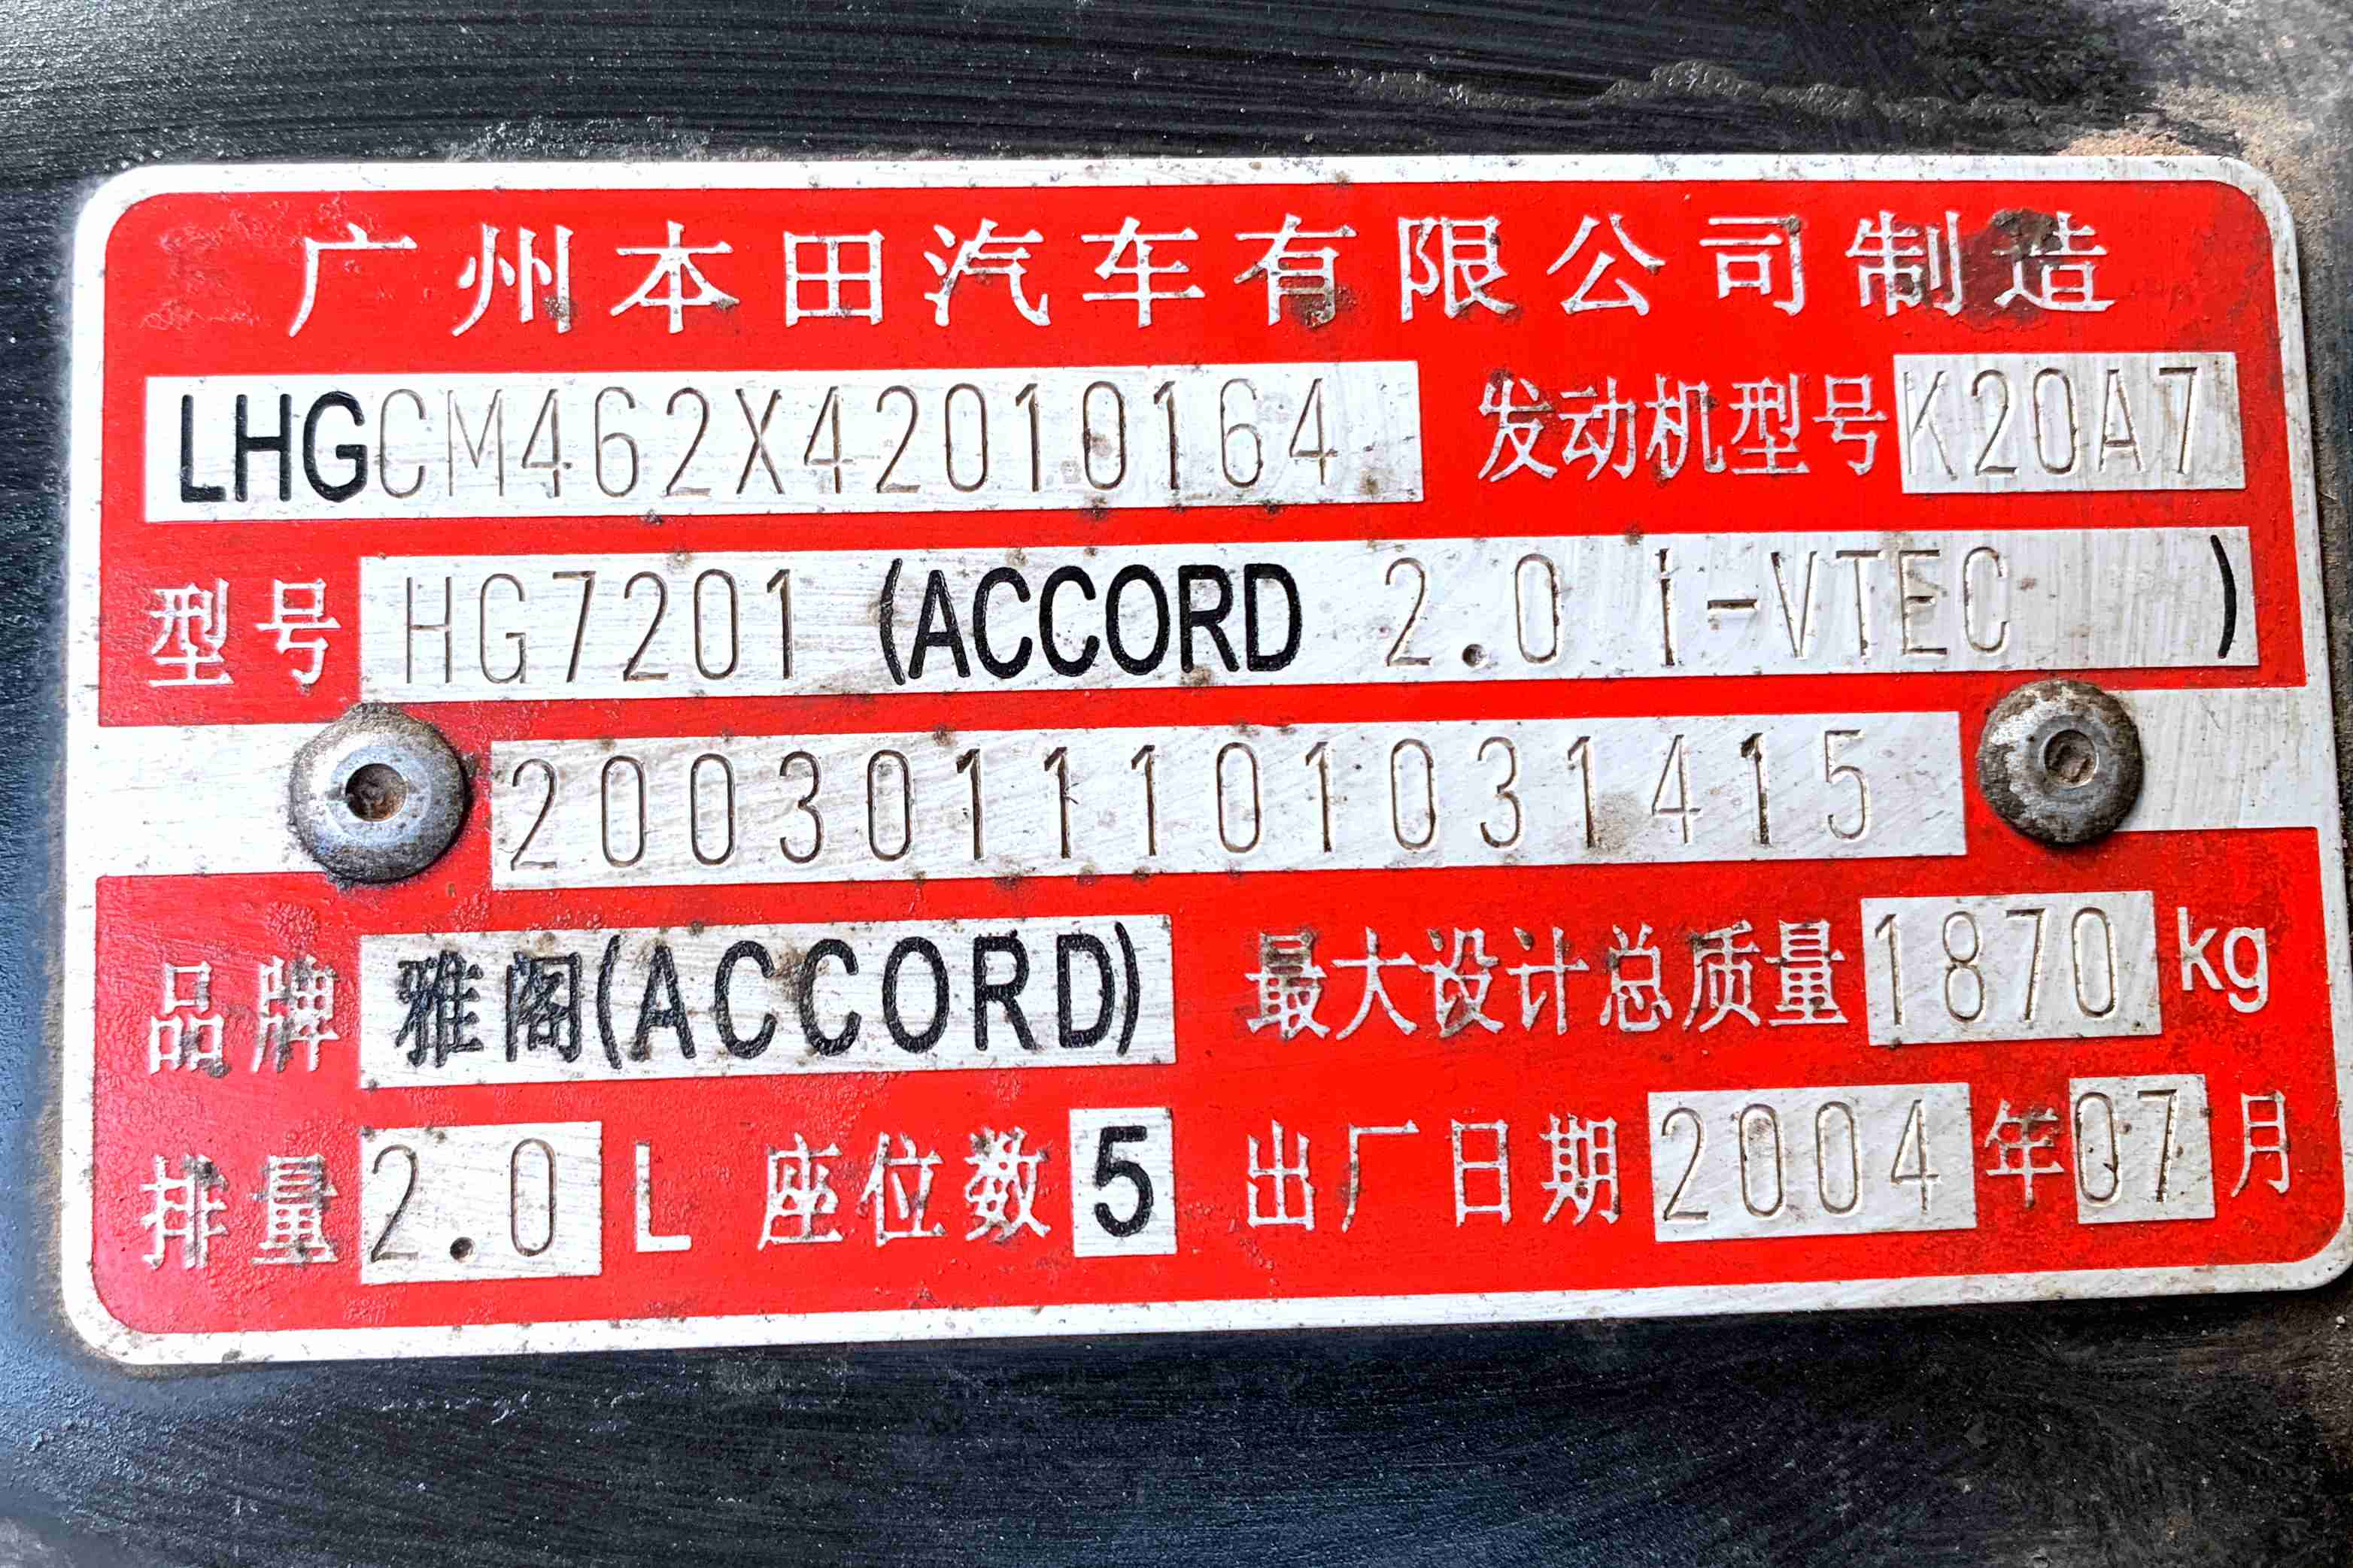 广州本田汽车有限公司制造
LHGCM462X42010164 发动机型号 K20A7
型号 HG7201 (ACCORD 2.0 i-VTEC )
2003011101031415
品牌 雅阁(ACCORD) 最大设计总质量 1870 kg
排量 2.0 L 座位数 5 出厂日期 2004 年 07 月